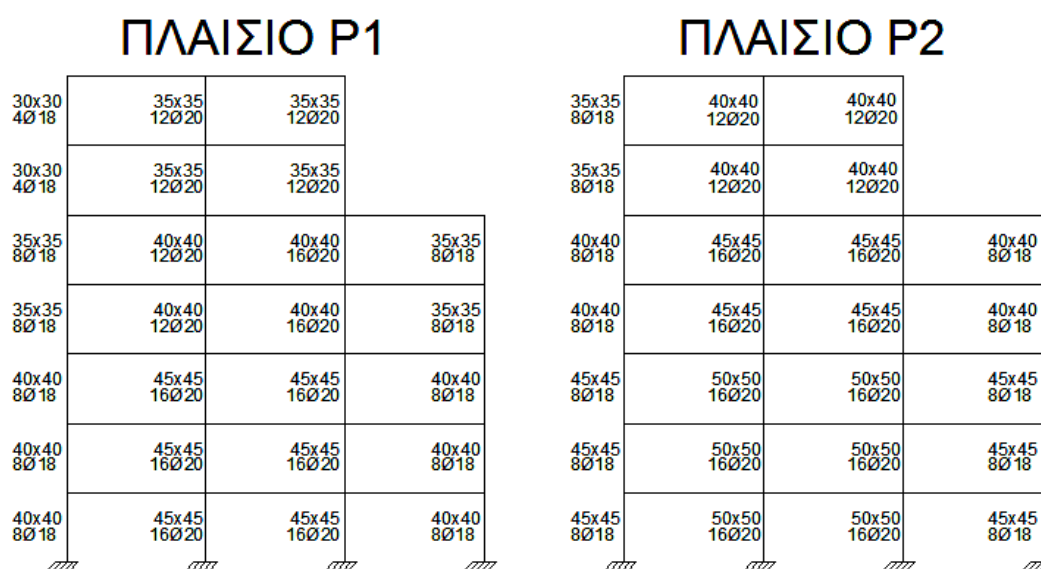 ΠΛΑΙΣΙΟ P1
30x30 35x35 35x35
4Ø18 12Ø20 12Ø20
30x30 35x35 35x35
4Ø18 12Ø20 12Ø20
35x35 40x40 40x40 35x35
8Ø18 12Ø20 16Ø20 8Ø18
35x35 40x40 40x40 35x35
8Ø18 12Ø20 16Ø20 8Ø18
40x40 45x45 45x45 40x40
8Ø18 16Ø20 16Ø20 8Ø18
40x40 45x45 45x45 40x40
8Ø18 16Ø20 16Ø20 8Ø18
40x40 45x45 45x45 40x40
8Ø18 16Ø20 16Ø20 8Ø18
ΠΛΑΙΣΙΟ P2
35x35 40x40 40x40
8Ø18 12Ø20 12Ø20
35x35 40x40 40x40
8Ø18 12Ø20 12Ø20
40x40 45x45 45x45 40x40
8Ø18 16Ø20 16Ø20 8Ø18
40x40 45x45 45x45 40x40
8Ø18 16Ø20 16Ø20 8Ø18
45x45 50x50 50x50 45x45
8Ø18 16Ø20 16Ø20 8Ø18
45x45 50x50 50x50 45x45
8Ø18 16Ø20 16Ø20 8Ø18
45x45 50x50 50x50 45x45
8Ø18 16Ø20 16Ø20 8Ø18